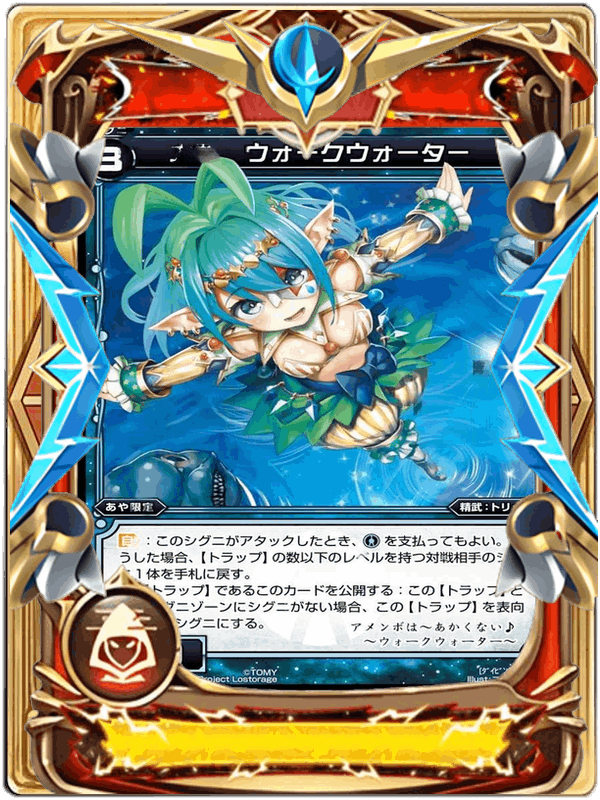 3 ウォークウォーター
あや限定
精武:トリ
:このシグニがアタックしたとき、を支払ってもよい。
うした場合、【トラップ】の数以下のレベルを持つ対戦相手のシ
1体を手札に戻す。
トラップ】であるこのカードを公開する:この【トラップ】と
ニゾーンにシグニがない場合、この【トラップ】を表向
シグニにする。
アメンボは～あかくない♪
～ウォークウォーター～
©TOMY
Project Lostorage
[ダイビン
Illust: